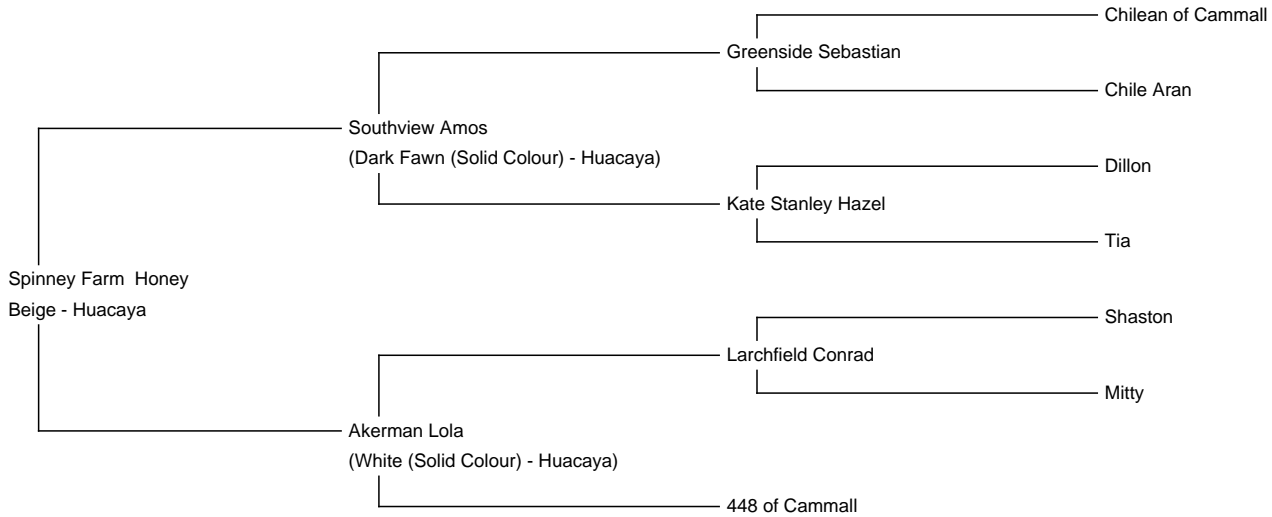 Chilean of Cammall
Greenside Sebastian
Chile Aran
Southview Amos
(Dark Fawn (Solid Colour) - Huacaya)
Dillon
Kate Stanley Hazel
Tia
Spinney Farm  Honey
Beige - Huacaya
Shaston
Larchfield Conrad
Mitty
Akerman Lola
(White (Solid Colour) - Huacaya)
448 of Cammall